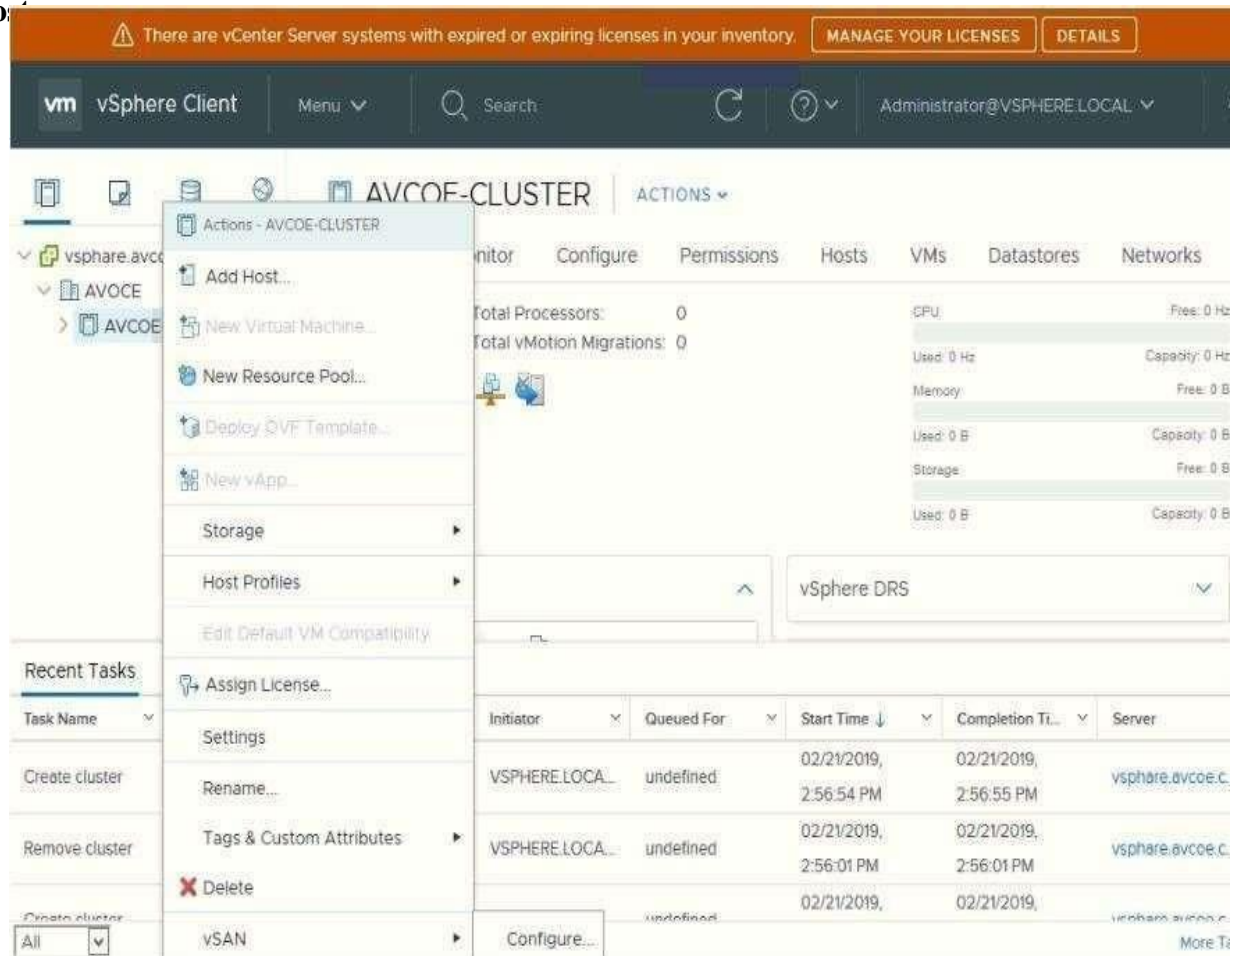 There are vCenter Server systems with expired or expiring licenses in your inventory. MANAGE YOUR LICENSES DETAILS
vm vSphere Client Menu Search Administrator@VSPHERE.LOCAL
AVCOE-CLUSTER ACTIONS
Actions - AVCOE-CLUSTER
vsphare.avco
AVOCE
AVCOE
Add Host...
New Virtual Machine...
New Resource Pool...
Deploy OVF Template...
New vApp...
Storage
Host Profiles
Edit Default VM Compatibility
Assign License...
Settings
Rename...
Tags & Custom Attributes
Delete
vSAN
Configure...
nitor Configure Permissions Hosts VMs Datastores Networks
Total Processors: 0
Total vMotion Migrations: 0
CPU Free: 0 Hz
Used: 0 Hz Capacity: 0 Hz
Memory Free: 0 B
Used: 0 B Capacity: 0 B
Storage Free: 0 B
Used: 0 B Capacity: 0 B
vSphere DRS
Recent Tasks
Task Name Initiator Queued For Start Time Completion Ti... Server
Create cluster VSPHERE.LOCA... undefined 02/21/2019, 02/21/2019, vsphare.avcoe.c
2:56:54 PM 2:56:55 PM
Remove cluster VSPHERE.LOCA... undefined 02/21/2019, 02/21/2019, vsphare.avcoe.c
2:56:01 PM 2:56:01 PM
Create cluster undefined 02/21/2019, 02/21/2019, vsphare.avcoe.c
All
More Ta